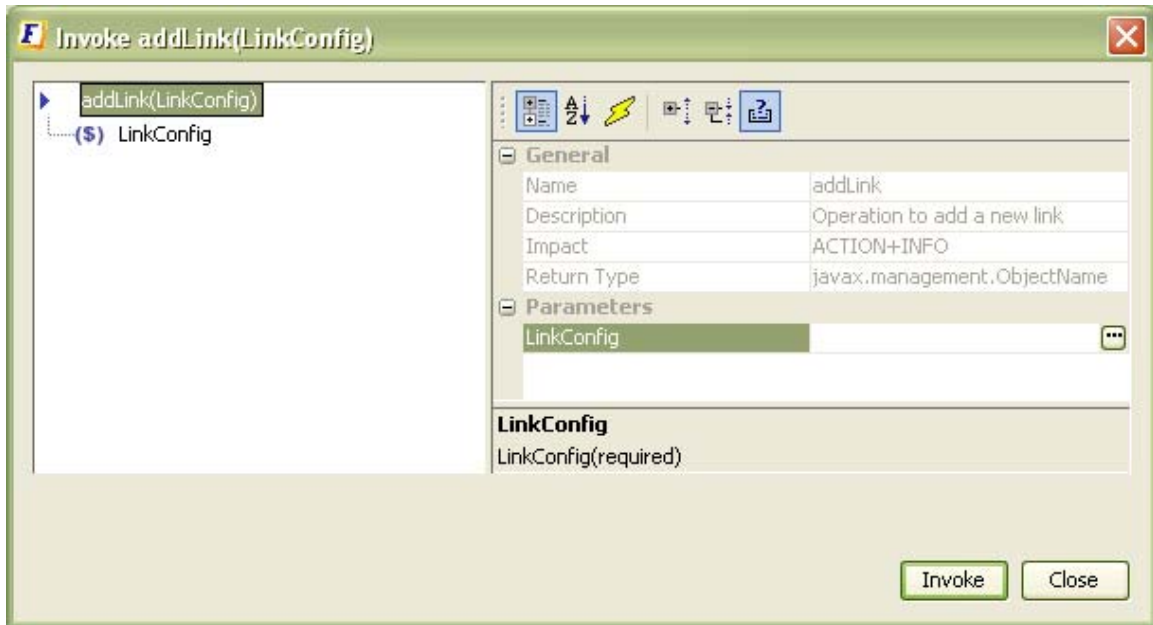 F Invoke addLink(LinkConfig)
addLink(LinkConfig)
($) LinkConfig
General
Name addLink
Description Operation to add a new link
Impact ACTION+INFO
Return Type javax.management.ObjectName
Parameters
LinkConfig
LinkConfig
LinkConfig(required)
Invoke Close